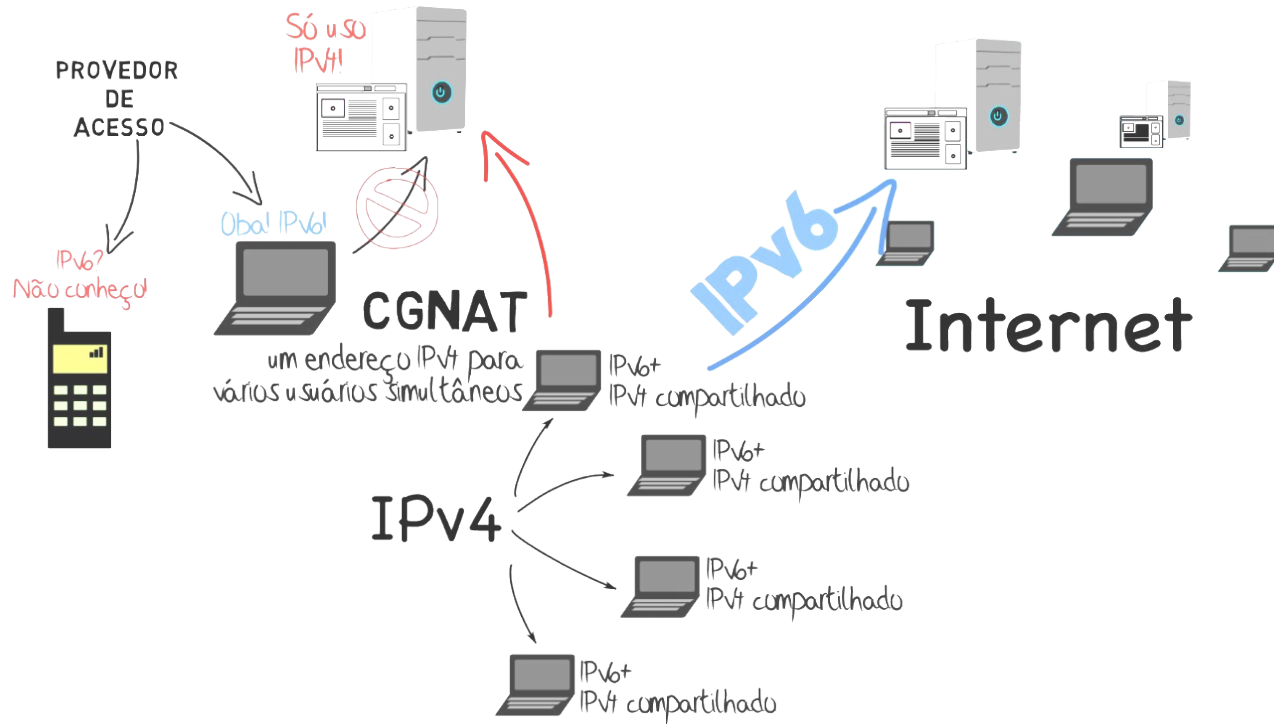 PROVEDOR
DE
ACESSO
Só uso
IPv4!
Oba! IPv6!
IPv6?
Não conheço!
CGNAT
um endereço IPv4 para
vários usuários simultâneos
IPv6+
IPv4 compartilhado
IPv6
Internet
IPv4
IPv6+
IPv4 compartilhado
IPv6+
IPv4 compartilhado
IPv6+
IPv4 compartilhado